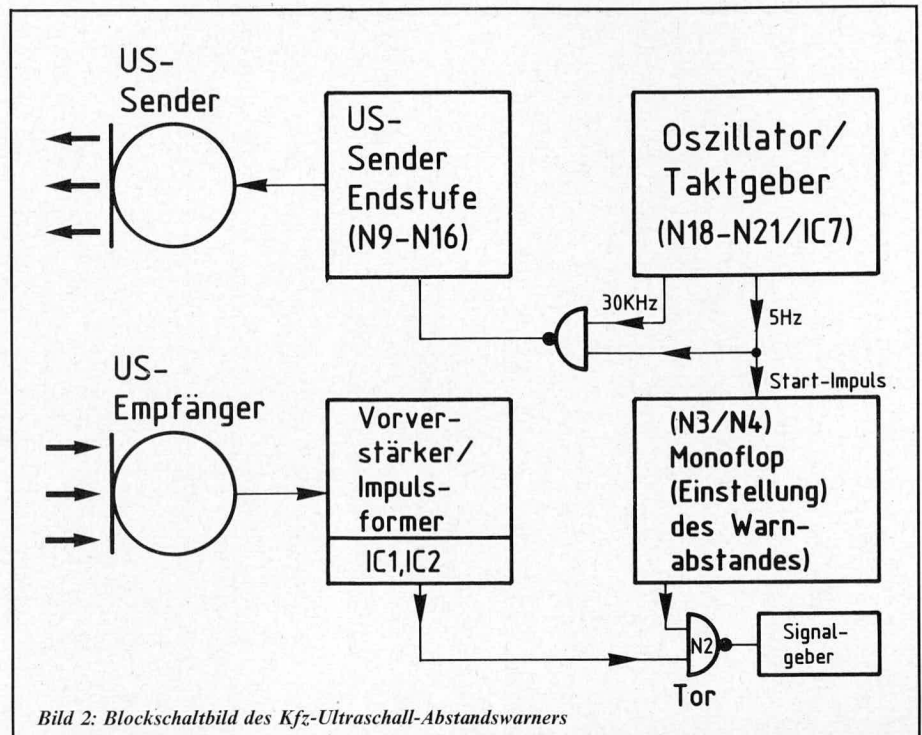 US-
Sender
US-
Sender
Endstufe
(N9-N16)
Oszillator/
Taktgeber
(N18-N21/IC7)
30KHz
5Hz
Start-Impuls
US-
Empfänger
Vorver-
stärker/
Impuls-
former
IC1,IC2
(N3/N4)
Monoflop
(Einstellung)
des Warn-
abstandes)
N2
Tor
Signal-
geber
Bild 2: Blockschaltbild des Kfz-Ultraschall-Abstandswarners